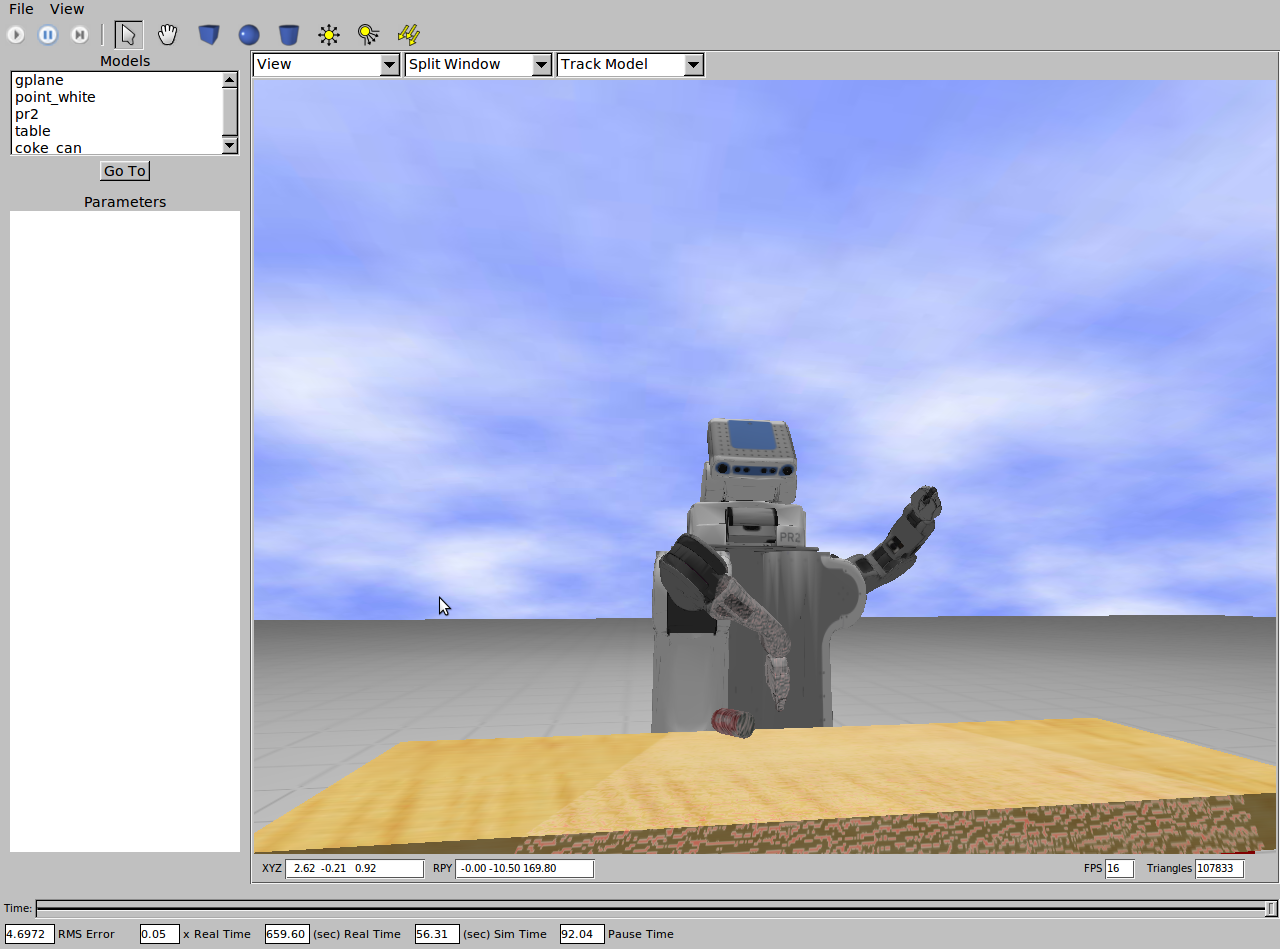 File View
Models
gplane
point_white
pr2
table
coke_can
Go To
Parameters
View Split Window Track Model
PR2
XYZ 2.62 -0.21 0.92 RPY -0.00 -10.50 169.80 FPS 16 Triangles 107833
Time:
4.6972 RMS Error 0.05 x Real Time 659.60 (sec) Real Time 56.31 (sec) Sim Time 92.04 Pause Time